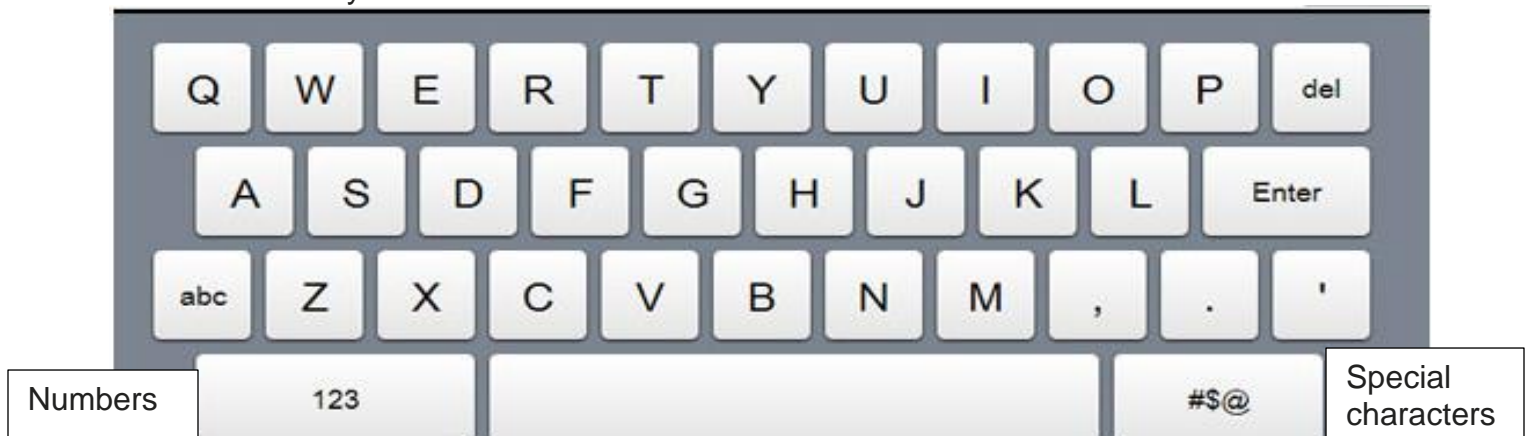 Q W E R T Y U I O P del
A S D F G H J K L Enter
abc Z X C V B N M , . '
Numbers 123 #$@ Special
characters